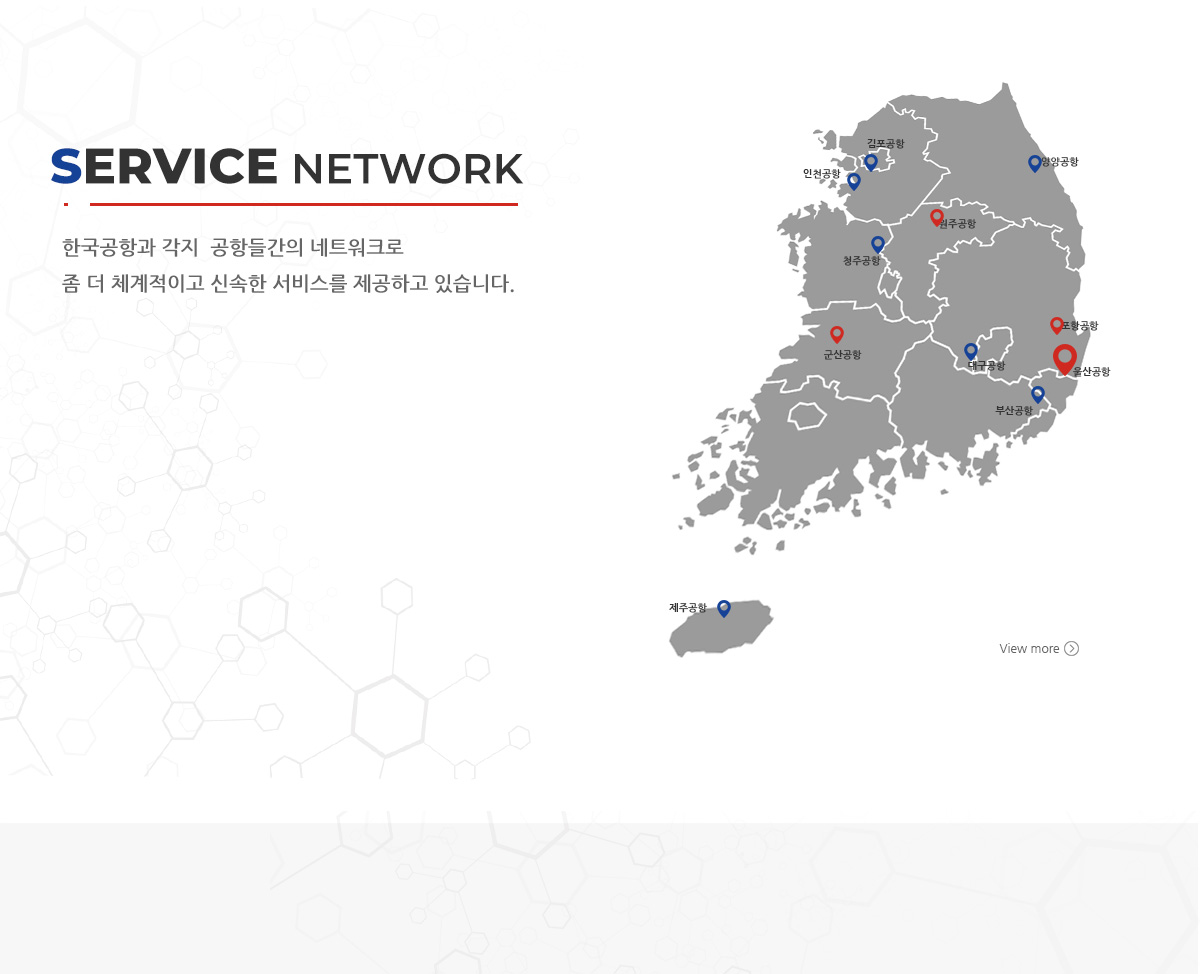 SERVICE NETWORK
한국공항과 각지 공항들간의 네트워크로
좀 더 체계적이고 신속한 서비스를 제공하고 있습니다.
김포공항
양양공항
인천공항
원주공항
청주공항
포항공항
군산공항
대구공항
울산공항
부산공항
제주공항
View more